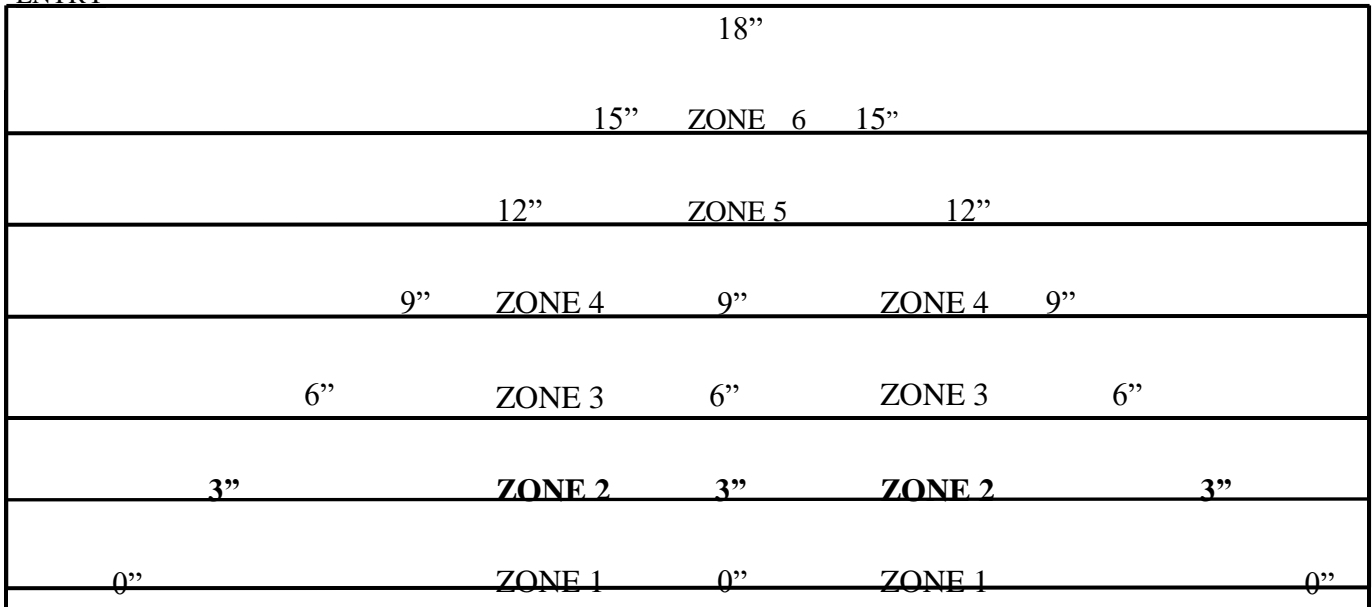 ENTRY
18”
15” ZONE 6 15”
12” ZONE 5 12”
9” ZONE 4 9” ZONE 4 9”
6” ZONE 3 6” ZONE 3 6”
3” ZONE 2 3” ZONE 2 3”
0” ZONE 1 0” ZONE 1 0”